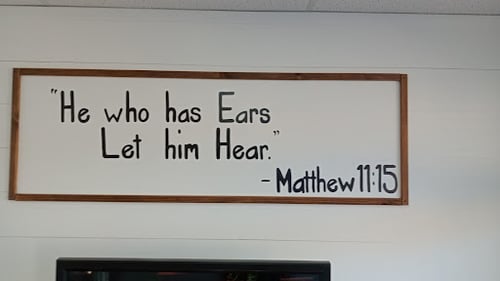 "He who has Ears
Let him Hear."
- Matthew 11:15